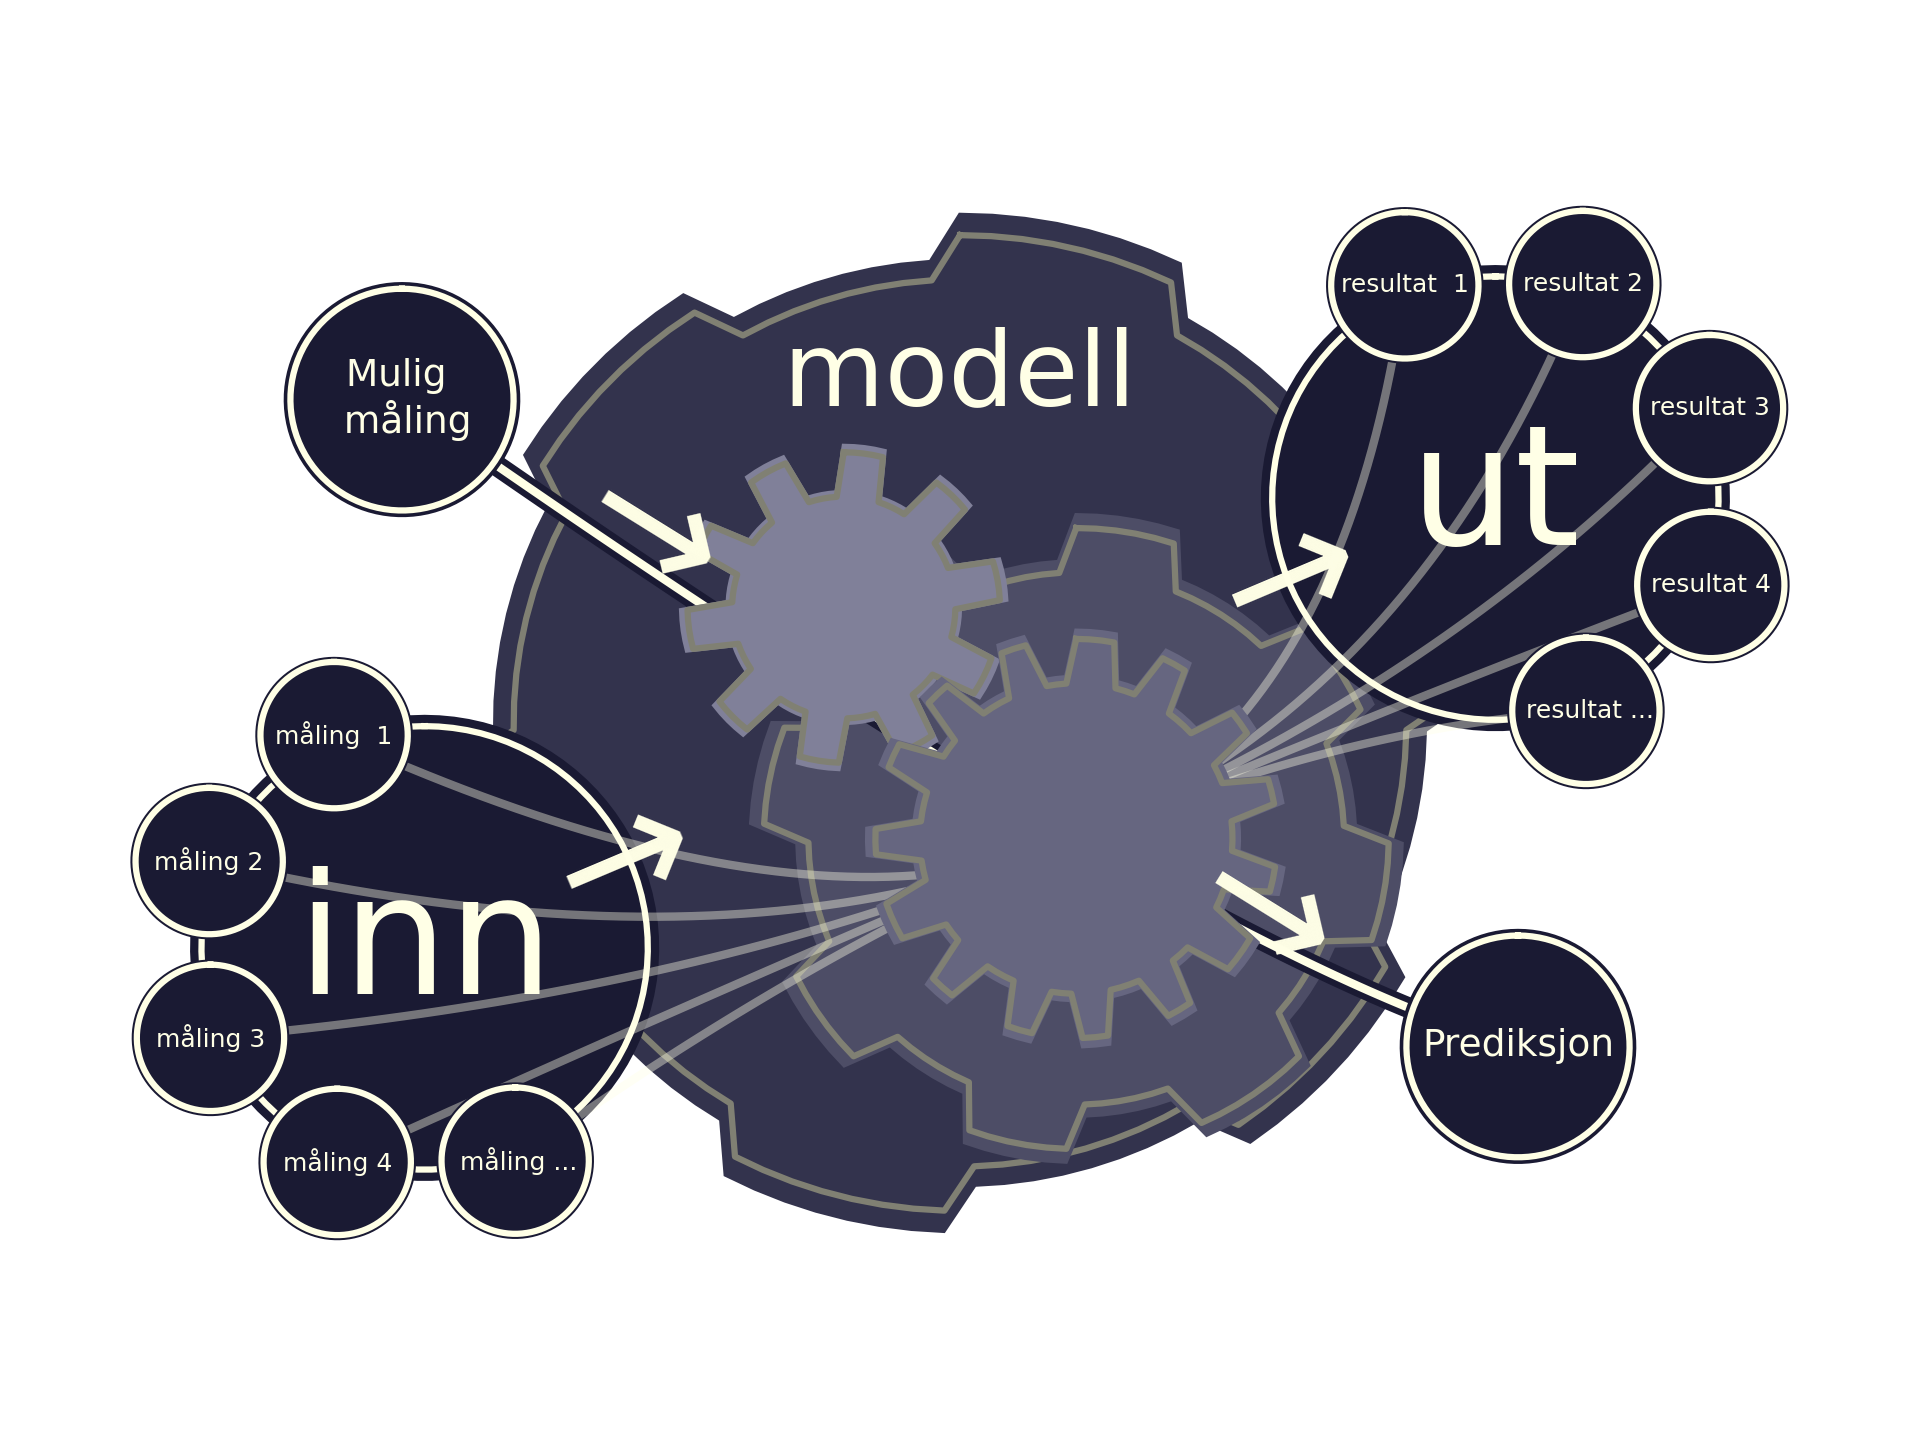 modell
Mulig
måling
resultat  1
resultat 2
resultat 3
ut
resultat 4
resultat ...
måling  1
måling 2
inn
måling 3
måling 4
måling ...
Prediksjon